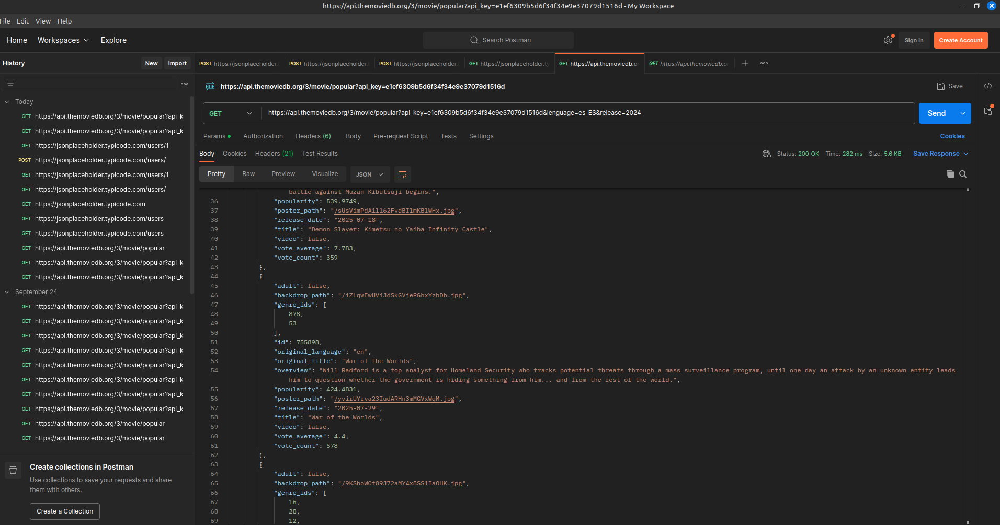 https://api.themoviedb.org/3/movie/popular?api_key=e1ef6309b5d6f34f34e9e37079d1516d - My Workspace
File Edit View Help
Home Workspaces Explore
Search Postman
Sign In
Create Account
History
New
Import
POST https://jsonplaceholder.
POST https://jsonplaceholder.
POST https://jsonplaceholder.
GET https://jsonplaceholder.ty
GET https://api.themoviedb.or
GET https://api.themoviedb.or
HTTP https://api.themoviedb.org/3/movie/popular?api_key=e1ef6309b5d6f34f34e9e37079d1516d
Save
GET https://api.themoviedb.org/3/movie/popular?api_key=e1ef6309b5d6f34f34e9e37079d1516d&lenguage=es-ES&release=2024
Send
Params Authorization Headers (6) Body Pre-request Script Tests Settings
Cookies
Body Cookies Headers (21) Test Results
Status: 200 OK Time: 282 ms Size: 5.6 KB Save Response
Pretty Raw Preview Visualize JSON
Today
GET https://api.themoviedb.org/3/movie/popular?api_k
GET https://api.themoviedb.org/3/movie/popular?api_k
GET https://jsonplaceholder.typicode.com/users/1
POST https://jsonplaceholder.typicode.com/users/
GET https://jsonplaceholder.typicode.com/users/1
GET https://jsonplaceholder.typicode.com/users/
GET https://jsonplaceholder.typicode.com
GET https://jsonplaceholder.typicode.com/users
GET https://jsonplaceholder.typicode.com/users
GET https://api.themoviedb.org/3/movie/popular
GET https://api.themoviedb.org/3/movie/popular?api_k
GET https://api.themoviedb.org/3/movie/popular?api_k
September 24
GET https://api.themoviedb.org/3/movie/popular?api_k
GET https://api.themoviedb.org/3/movie/popular?api_k
GET https://api.themoviedb.org/3/movie/popular?api_k
GET https://api.themoviedb.org/3/movie/popular?api_k
GET https://api.themoviedb.org/3/movie/popular?api_k
GET https://api.themoviedb.org/3/movie/popular?api_k
GET https://api.themoviedb.org/3/movie/popular?api_k
GET https://api.themoviedb.org/3/movie/popular?api_k
GET https://api.themoviedb.org/3/movie/popular
GET https://api.themoviedb.org/3/movie/popular
Create collections in Postman
Use collections to save your requests and share
them with others.
Create a Collection
battle against Muzan Kibutsuji begins.",
36 "popularity": 539.9749,
37 "poster_path": "/sUsVimPdA1l162FvdBIlmKBlWHx.jpg",
38 "release_date": "2025-07-18",
39 "title": "Demon Slayer: Kimetsu no Yaiba Infinity Castle",
40 "video": false,
41 "vote_average": 7.783,
42 "vote_count": 359
43 },
44 {
45 "adult": false,
46 "backdrop_path": "/iZLqwEwUViJdSkGVjePGhxYzbDb.jpg",
47 "genre_ids": [
48 878,
49 53
50 ],
51 "id": 755898,
52 "original_language": "en",
53 "original_title": "War of the Worlds",
54 "overview": "Will Radford is a top analyst for Homeland Security who tracks potential threats through a mass surveillance program, until one day an attack by an unknown entity leads
him to question whether the government is hiding something from him... and from the rest of the world.",
55 "popularity": 424.4831,
56 "poster_path": "/yvirUYrva23IudARHn3mMGVxWqM.jpg",
57 "release_date": "2025-07-29",
58 "title": "War of the Worlds",
59 "video": false,
60 "vote_average": 4.4,
61 "vote_count": 578
62 },
63 {
64 "adult": false,
65 "backdrop_path": "/9KSboWOt09J72aMY4x8SS1IaOHK.jpg",
66 "genre_ids": [
67 16,
68 28,
69 12,